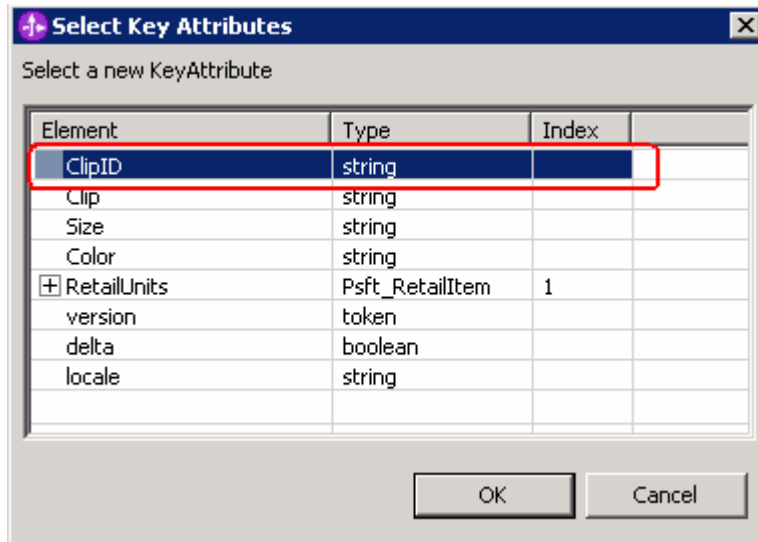 Select Key Attributes
Select a new KeyAttribute
Element Type Index
ClipID string
Clip string
Size string
Color string
RetailUnits Psft_RetailItem 1
version token
delta boolean
locale string
OK Cancel